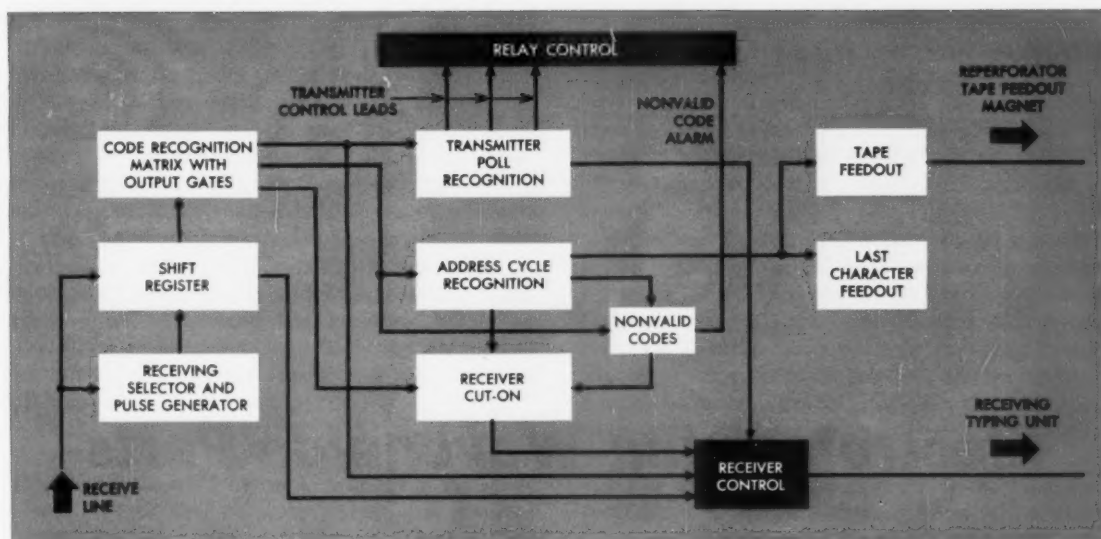 RELAY CONTROL
TRANSMITTER
CONTROL LEADS
NONVALID
CODE
ALARM
REPERFORATOR
TAPE FEEDOUT
MAGNET
CODE RECOGNITION
MATRIX WITH
OUTPUT GATES
TRANSMITTER
POLL
RECOGNITION
TAPE
FEEDOUT
SHIFT
REGISTER
ADDRESS CYCLE
RECOGNITION
LAST
CHARACTER
FEEDOUT
NONVALID
CODES
RECEIVING
SELECTOR AND
PULSE GENERATOR
RECEIVER
CUT-ON
RECEIVING
TYPING UNIT
RECEIVER
CONTROL
RECEIVE
LINE